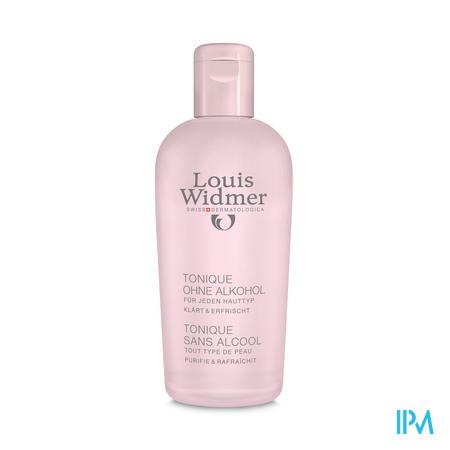 Louis
Widmer
SWISS DERMATOLOGICA
TONIQUE
OHNE ALKOHOL
FÜR JEDEN HAUTTYP
KLÄRT & ERFRISCHT
TONIQUE
SANS ALCOOL
TOUT TYPE DE PEAU
PURIFIE & RAFRAÎCHIT
IPM